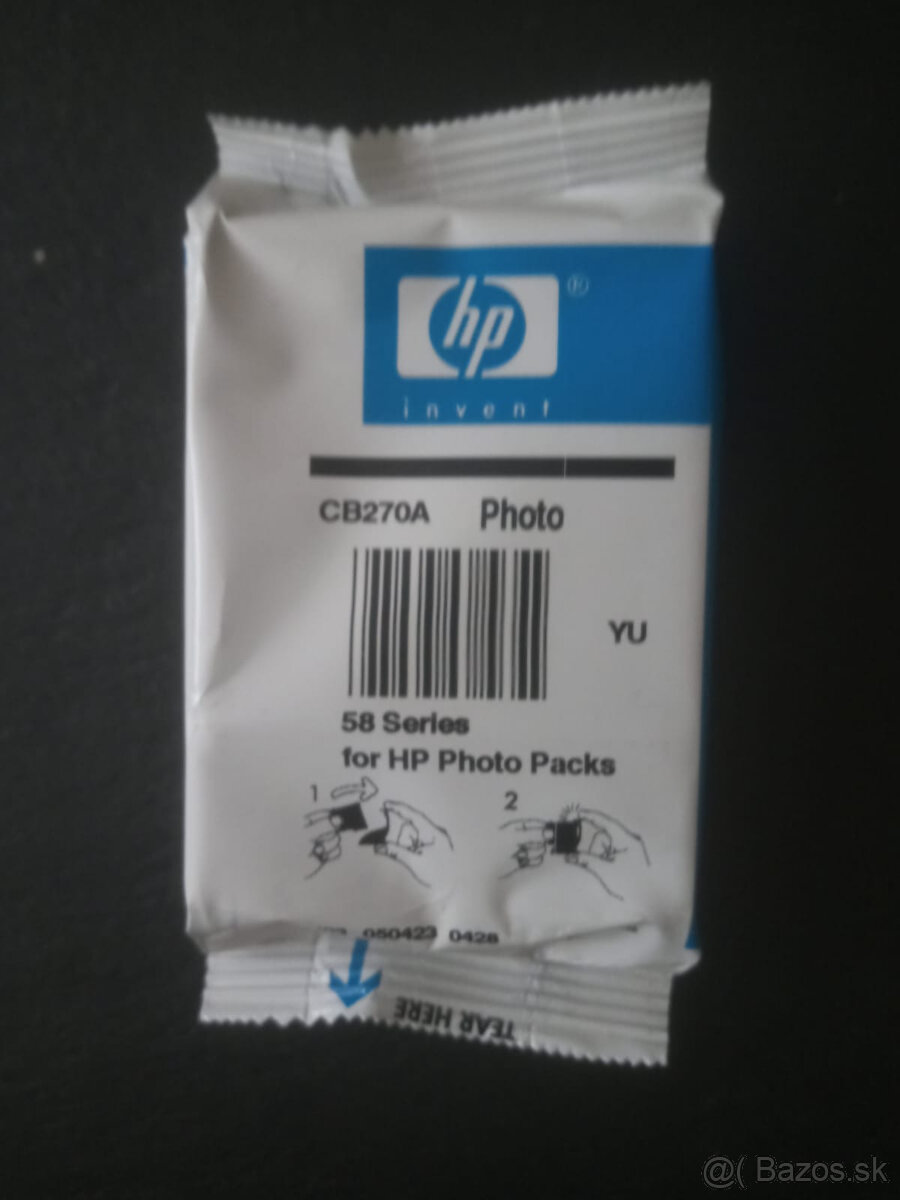 hp ®
invent
CB270A Photo
YU
58 Series
for HP Photo Packs
1 2
050423 0428
TEAR HERE
@( Bazos.sk